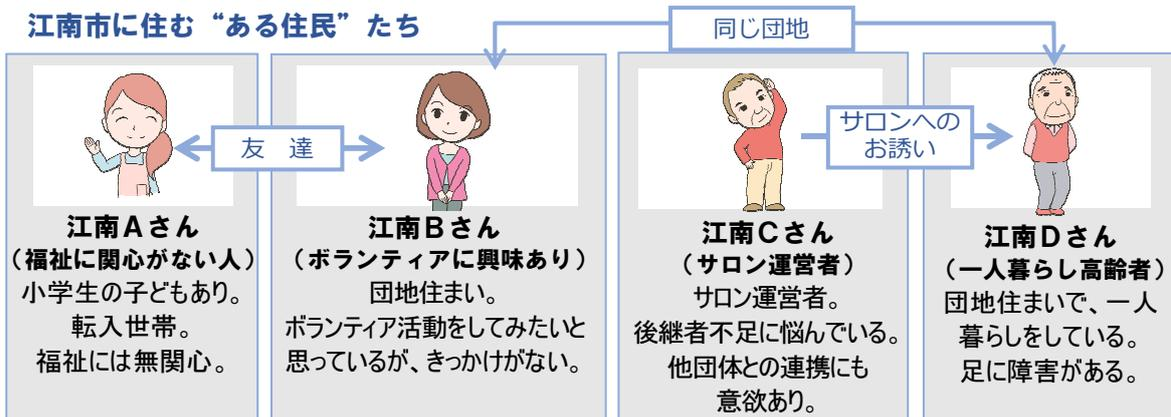 江南市に住む“ある住民”たち
同じ団地
友 達
サロンへの
お誘い
江南Aさん
(福祉に関心がない人)
小学生の子どもあり。
転入世帯。
福祉には無関心。
江南Bさん
(ボランティアに興味あり)
団地住まい。
ボランティア活動をしてみたいと
思っているが、きっかけがない。
江南Cさん
(サロン運営者)
サロン運営者。
後継者不足に悩んでいる。
他団体との連携にも
意欲あり。
江南Dさん
(一人暮らし高齢者)
団地住まいで、一人
暮らしをしている。
足に障害がある。